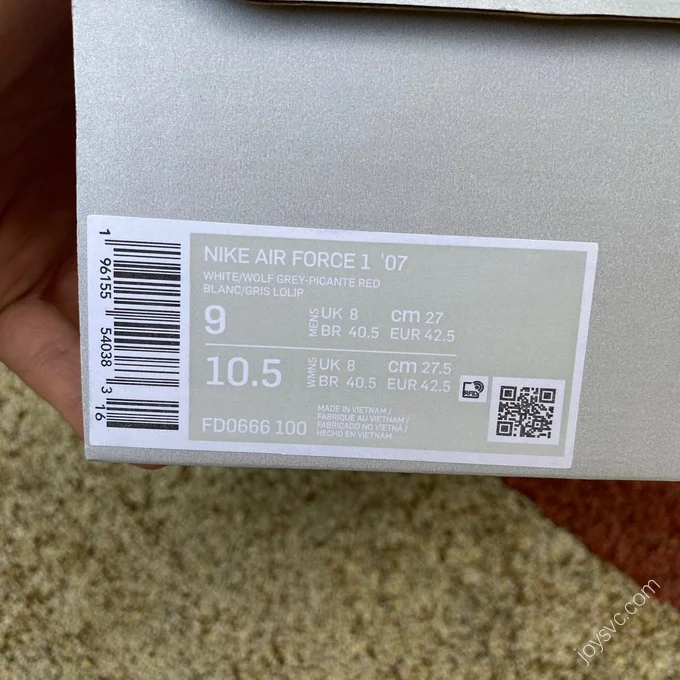 NIKE AIR FORCE 1 '07
WHITE/WOLF GREY-PICANTE RED
BLANC/GRIS LOLIP
9
MENS
UK 8 cm 27
BR 40.5 EUR 42.5
10.5
WMNS
UK 8 cm 27.5
BR 40.5 EUR 42.5
RFID
FD0666 100
MADE IN VIETNAM /
FABRIQUE AU VIETNAM /
FABRICADO NO VIETNÃ /
HECHO EN VIETNAM
1 96155 54038 3 16
joysvc.com